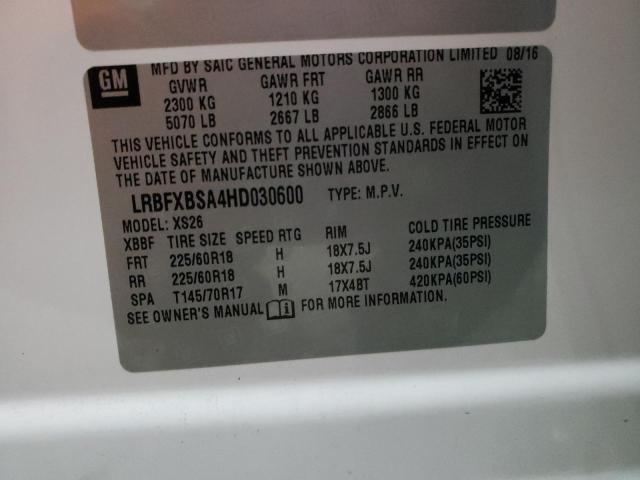 MFD BY SAIC GENERAL MOTORS CORPORATION LIMITED 08/16
GM
GVWR GAWR FRT GAWR RR
2300 KG 1210 KG 1300 KG
5070 LB 2667 LB 2866 LB
THIS VEHICLE CONFORMS TO ALL APPLICABLE U.S. FEDERAL MOTOR
VEHICLE SAFETY AND THEFT PREVENTION STANDARDS IN EFFECT ON
THE DATE OF MANUFACTURE SHOWN ABOVE.
LRBFXBSA4HD030600 TYPE: M.P.V.
MODEL: XS26
XBBF TIRE SIZE SPEED RTG RIM COLD TIRE PRESSURE
FRT 225/60R18 H 18X7.5J 240KPA(35PSI)
RR 225/60R18 H 18X7.5J 240KPA(35PSI)
SPA T145/70R17 M 17X4BT 420KPA(60PSI)
SEE OWNER'S MANUAL i FOR MORE INFORMATION.